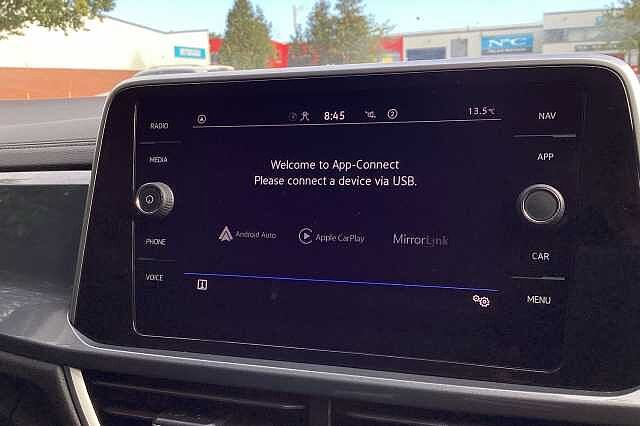 N&C
RADIO
MEDIA
PHONE
VOICE
8:45
2
13.5°C
Welcome to App-Connect
Please connect a device via USB.
Android Auto
Apple CarPlay
MirrorLink
NAV
APP
CAR
MENU